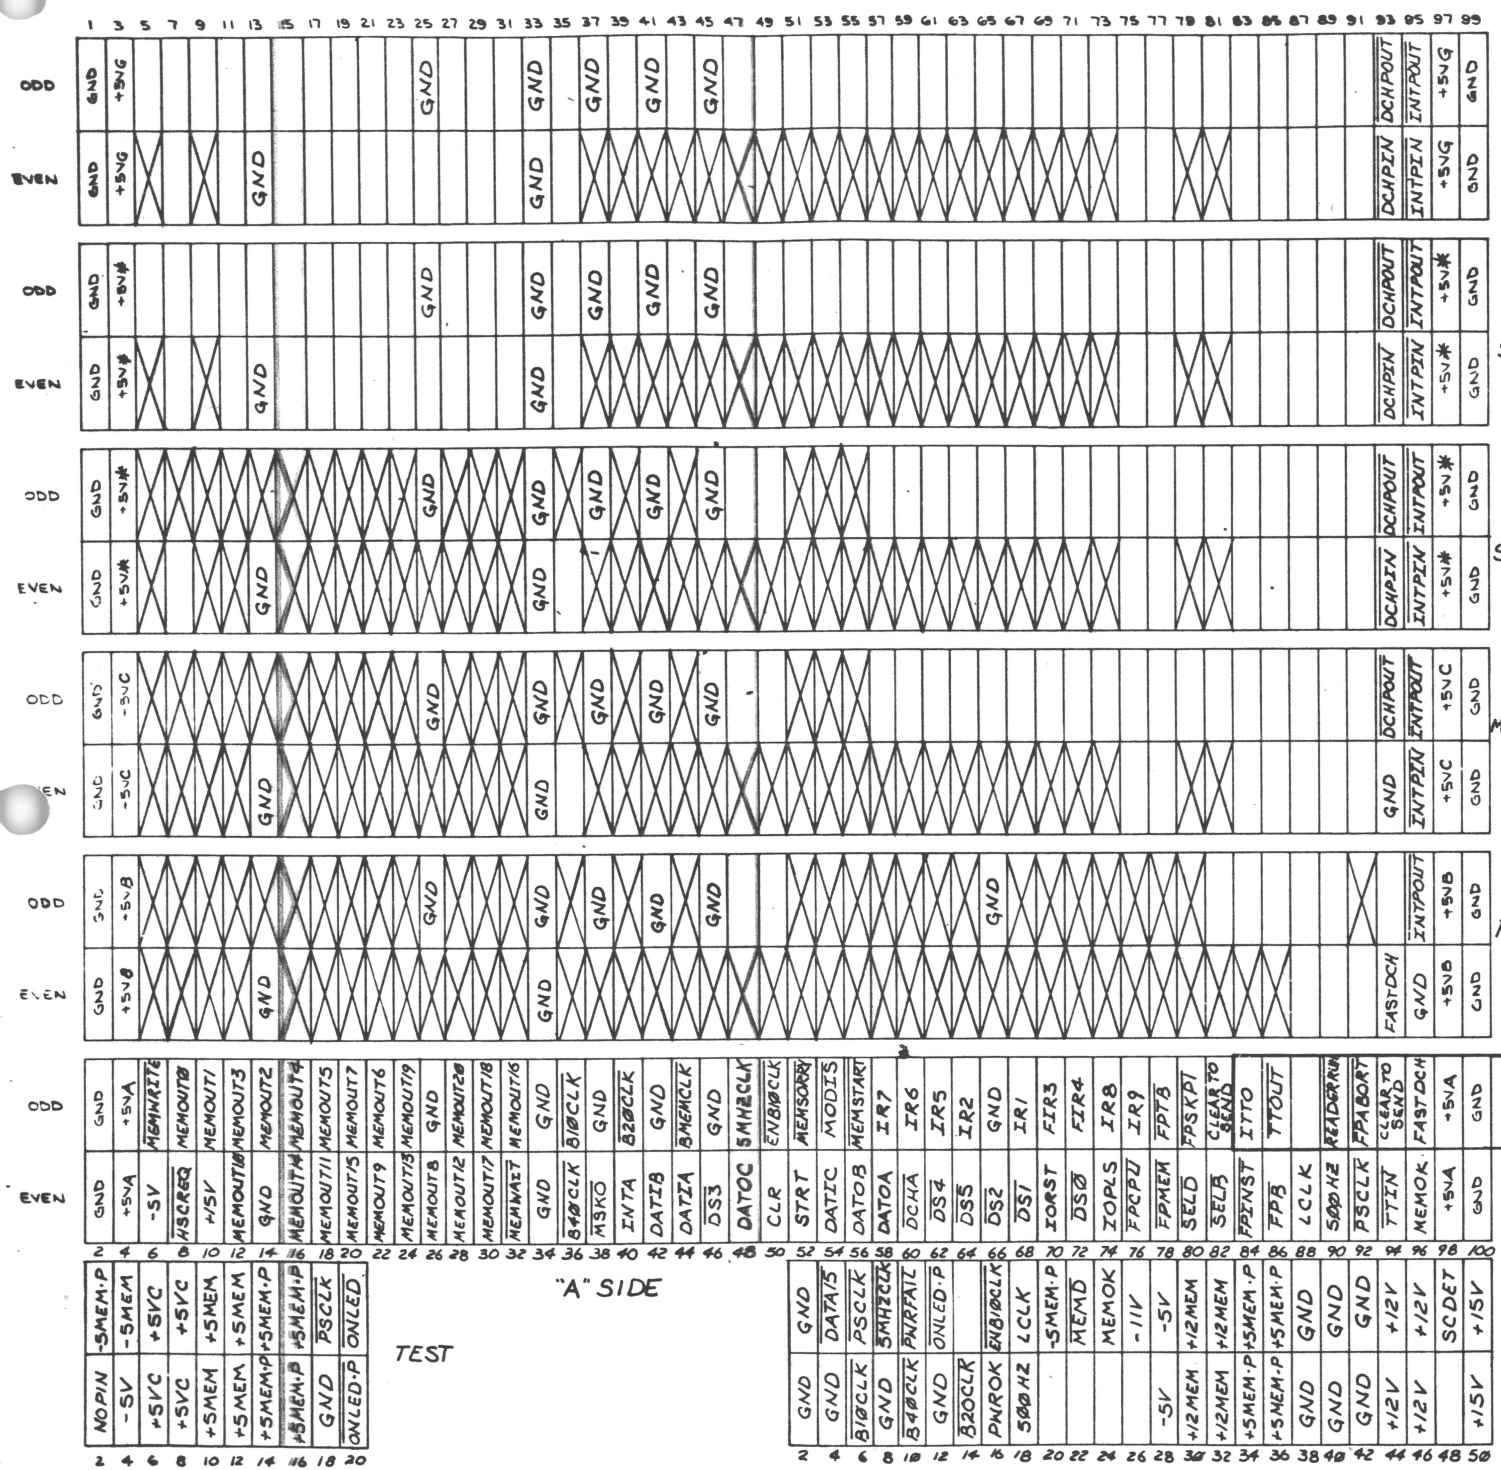 1 3 5 7 9 11 13 15 17 19 21 23 25 27 29 31 33 35 37 39 41 43 45 47 49 51 53 55 57 59 61 63 65 67 69 71 73 75 77 79 81 83 85 87 89 91 93 95 97 99
ODD GND +5VG GND GND GND GND GND DCHPOUT INTPOUT +5VG GND
EVEN GND +5VG GND GND DCHPIN INTPIN +5VG GND
ODD GND +5V* GND GND GND GND GND DCHPOUT INTPOUT +5V* GND
EVEN GND +5V* GND GND DCHPIN INTPIN +5V* GND
ODD GND +5V* GND GND GND GND GND DCHPOUT INTPOUT +5V* GND
EVEN GND +5V* GND GND DCHPIN INTPIN +5V* GND
ODD GND GND GND GND GND GND DCHPOUT INTPOUT +5VC GND
GND GND GND GND INTPIN +5VC GND
ODD GND +5VB GND GND GND GND GND GND INTPOUT +5VB GND
EVEN GND +5VB GND GND FASTDCH GND +5VB GND
ODD GND +5VA MEMWRITE MEMOUT0 MEMOUT1 MEMOUT3 MEMOUT2 MEMOUT4 MEMOUT5 MEMOUT7 MEMOUT6 MEMOUT19 GND MEMOUT20 MEMOUT18 MEMOUT16 GND B10CLK GND B20CLK GND BMEMCLK GND 5MHZCLK ENB10CLK MEMSORRY MODIS MEMSTART IR7 IR6 IR5 IR2 GND IR1 FIR3 FIR4 IR8 IR9 FPTB FPSKPT CLEAR TO SEND ITTO TTOUT READERRUN FPABORT CLEAR TO SEND FASTDCH +5VA GND
EVEN GND +5VA -5V HSCREQ +15V MEMOUT10 GND MEMOUT14 MEMOUT11 MEMOUT15 MEMOUT9 MEMOUT13 MEMOUT8 MEMOUT12 MEMOUT17 MEMWAIT GND B40CLK MSKO INTA DATIB DATIA DS3 DATOC CLR STRT DATIC DATOB DATOA DCHA DS4 DS5 DS2 DS1 IORST DS0 IOPLS FPCPU FPMEM SELD SELB FPINST FPB LCLK 500HZ PSCLK TTIN MEMOK +5VA GND
2 4 6 8 10 12 14 16 18 20 22 24 26 28 30 32 34 36 38 40 42 44 46 48 50 52 54 56 58 60 62 64 66 68 70 72 74 76 78 80 82 84 86 88 90 92 94 96 98 100
-5MEM·P -5MEM +5VC +5VC +5MEM +5MEM +5MEM·P +5MEM·P PSCLK ONLED
"A" SIDE
GND DATA15 PSCLK 5MHZCLK PWRFAIL ONLED·P ENB10CLK LCLK -5MEM·P MEMD MEMOK -11V -5V +12MEM +12MEM +5MEM·P +5MEM·P GND GND GND +12V +12V SCDET +15V
TEST
NOPIN -5V +5VC +5VC +5MEM +5MEM +5MEM·P +5MEM·P GND ONLED·P
GND GND B10CLK GND B40CLK GND B20CLR PWROK 500HZ -5V +12MEM +12MEM +5MEM·P +5MEM·P GND GND GND +12V +12V +15V
2 4 6 8 10 12 14 16 18 20
2 4 6 8 10 12 14 16 18 20 22 24 26 28 30 32 34 36 38 40 42 44 46 48 50